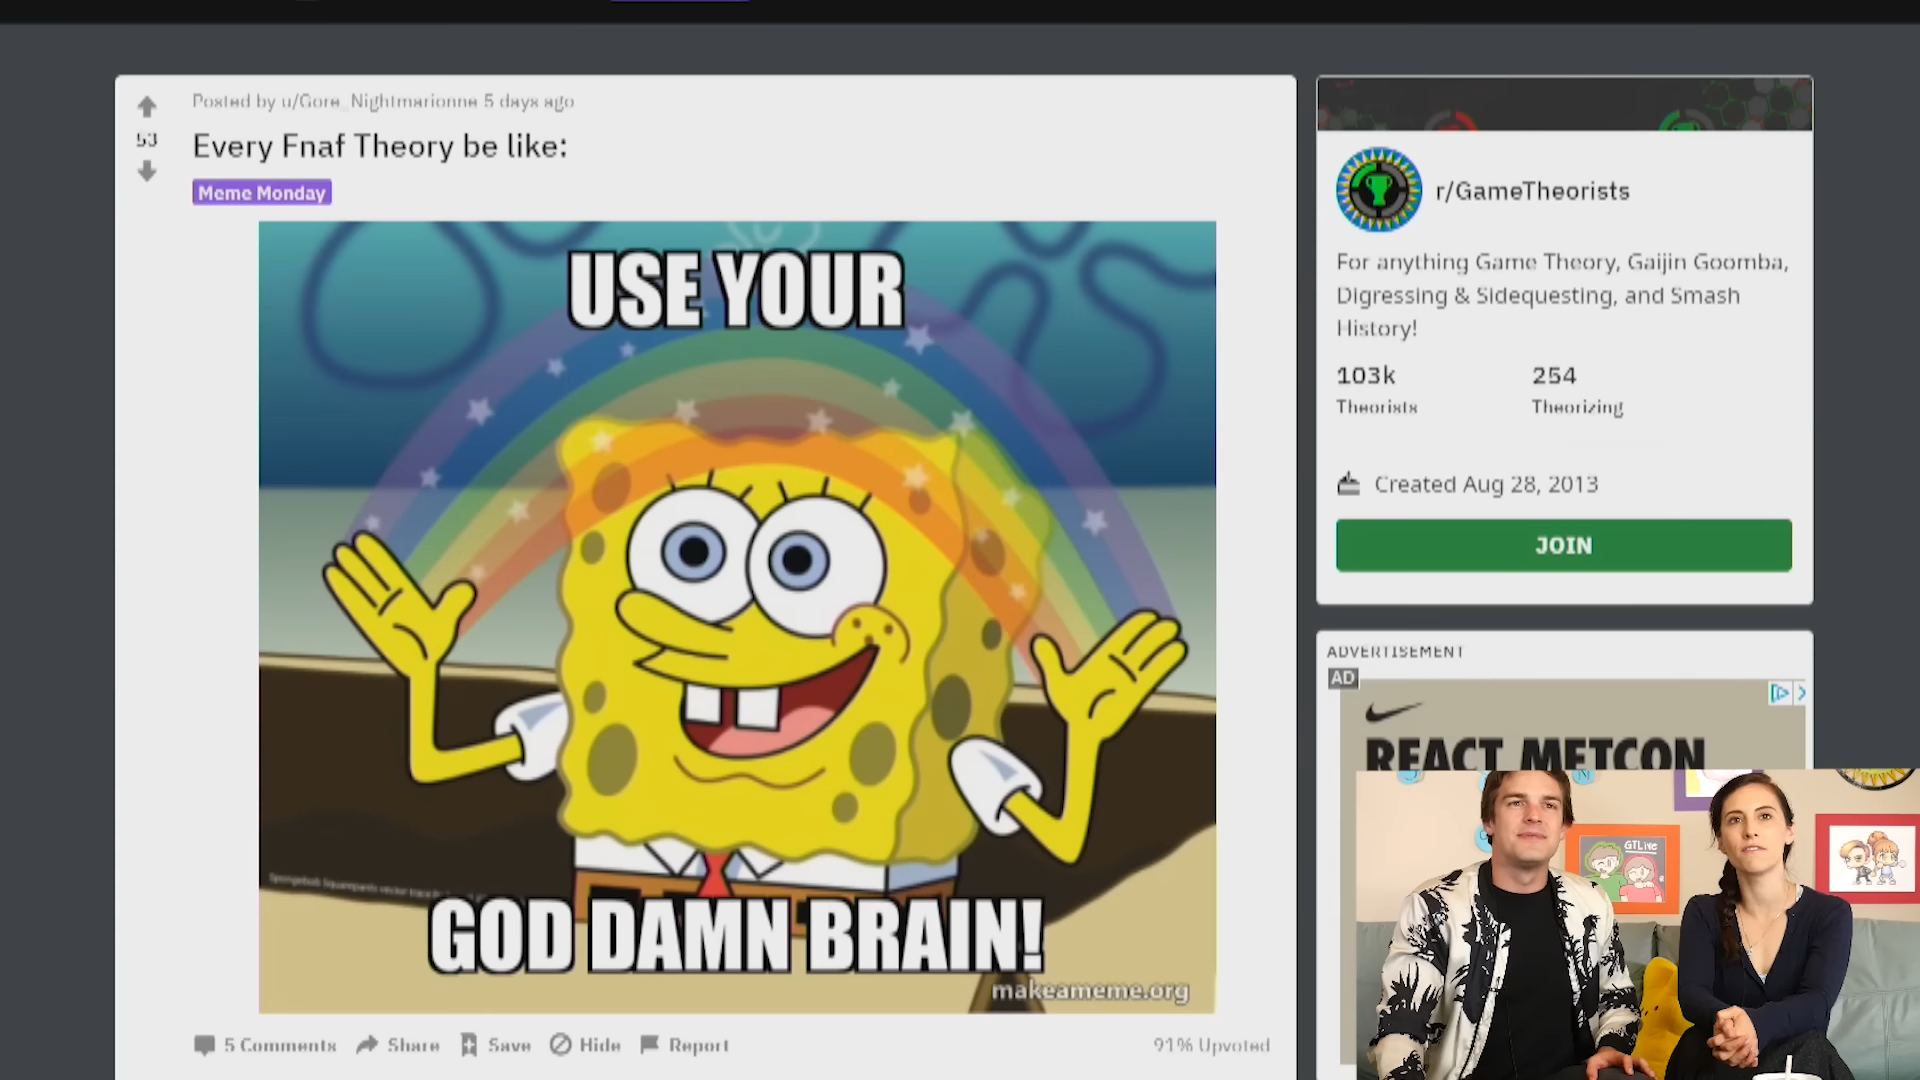 Posted by u/Gore_Nightmarionne 5 days ago
53
Every Fnaf Theory be like:
Meme Monday
USE YOUR
GOD DAMN BRAIN!
makeameme.org
5 Comments
Share
Save
Hide
Report
91% Upvoted
r/GameTheorists
For anything Game Theory, Gaijin Goomba,
Digressing & Sidequesting, and Smash
History!
103k
254
Theorists
Theorizing
Created Aug 28, 2013
JOIN
ADVERTISEMENT
AD
REACT METCON
GTLive